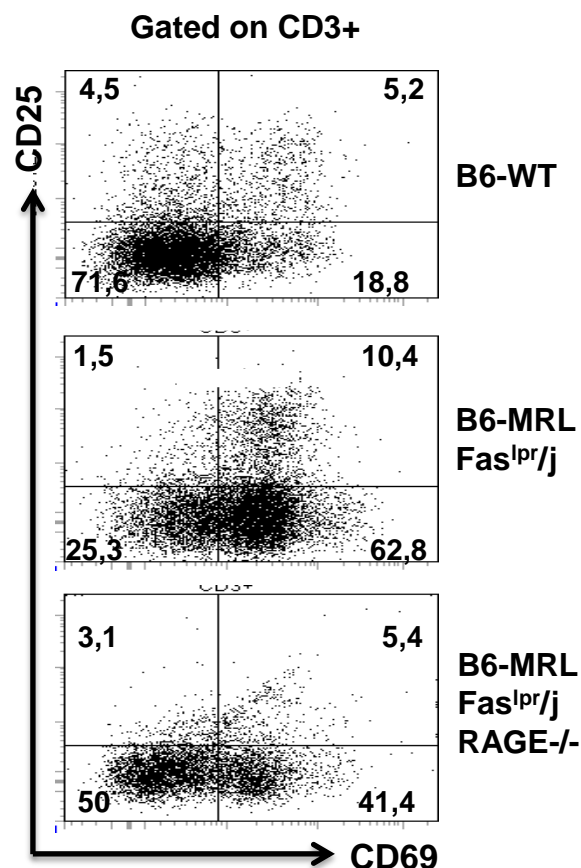 Gated on CD3+
CD25
4,5 5,2
71,6 18,8
B6-WT
1,5 10,4
25,3 62,8
B6-MRL
Fas^lpr/j
CD3+
3,1 5,4
50 41,4
B6-MRL
Fas^lpr/j
RAGE-/-
CD69